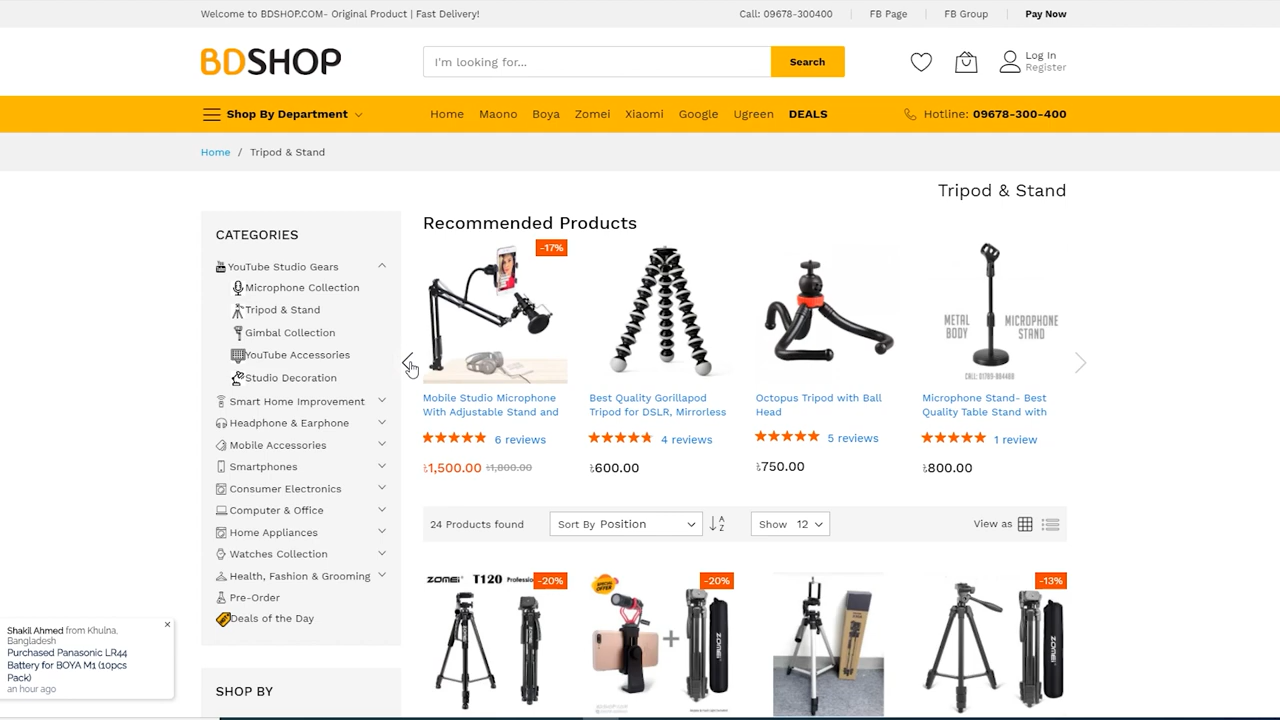 Welcome to BDSHOP.COM- Original Product | Fast Delivery!
Call: 09678-300400
FB Page
FB Group
Pay Now
BDSHOP
I'm looking for...
Search
Log In
Register
Shop By Department
Home
Maono
Boya
Zomei
Xiaomi
Google
Ugreen
DEALS
Hotline: 09678-300-400
Home / Tripod & Stand
Tripod & Stand
CATEGORIES
YouTube Studio Gears
Microphone Collection
Tripod & Stand
Gimbal Collection
YouTube Accessories
Studio Decoration
Smart Home Improvement
Headphone & Earphone
Mobile Accessories
Smartphones
Consumer Electronics
Computer & Office
Home Appliances
Watches Collection
Health, Fashion & Grooming
Pre-Order
Deals of the Day
SHOP BY
Recommended Products
-17%
Mobile Studio Microphone
With Adjustable Stand and
6 reviews
৳1,500.00 ৳1,800.00
Best Quality Gorillapod
Tripod for DSLR, Mirrorless
4 reviews
৳600.00
Octopus Tripod with Ball
Head
5 reviews
৳750.00
METAL
BODY
MICROPHONE
STAND
CALL: 01789-984489
Microphone Stand- Best
Quality Table Stand with
1 review
৳800.00
24 Products found
Sort By Position
Show 12
View as
ZOMEI T120
-20%
SPECIAL
OFFER
-20%
ZOMEI
-13%
ZOMEI
Shakil Ahmed from Khulna,
Bangladesh
Purchased Panasonic LR44
Battery for BOYA M1 (10pcs
Pack)
an hour ago